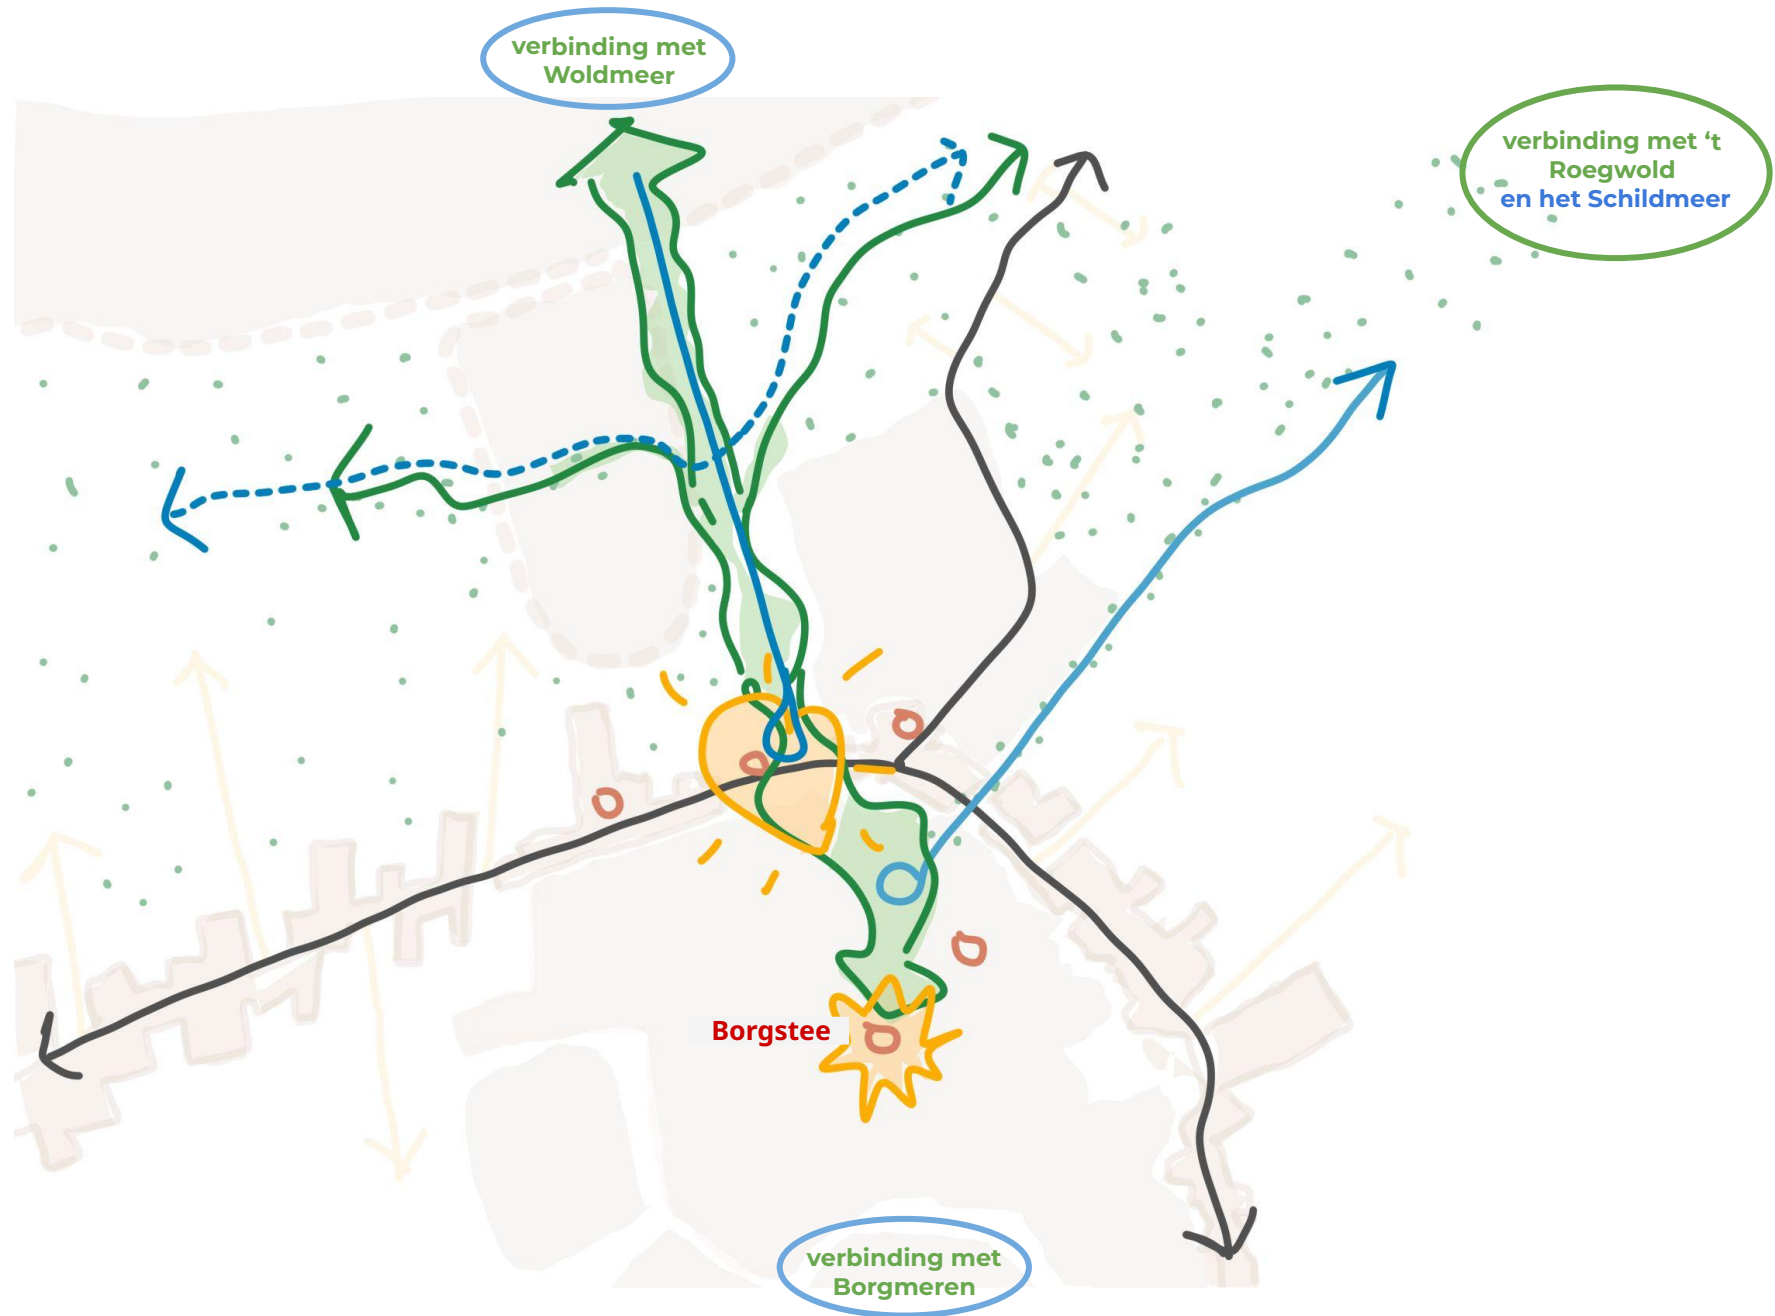 verbinding met
Woldmeer
verbinding met ‘t
Roegwold
en het Schildmeer
Borgstee
verbinding met
Borgmeren